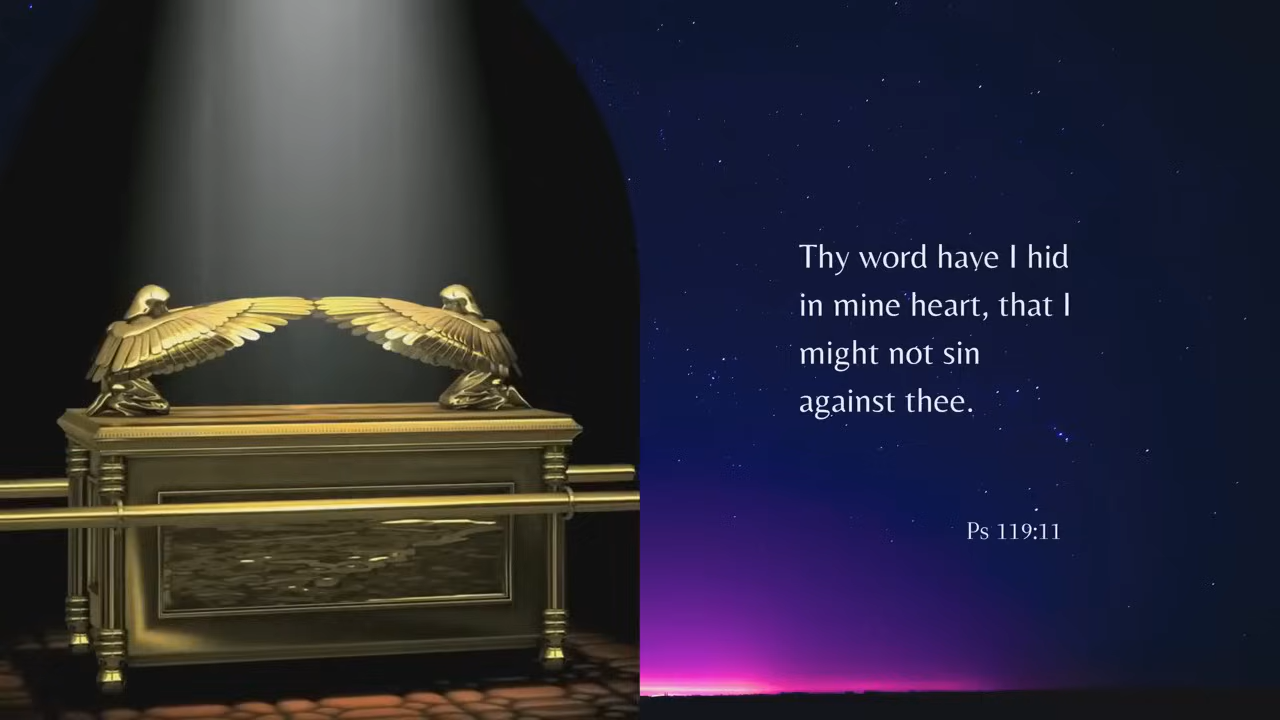 Thy word have I hid
in mine heart, that I
might not sin
against thee.
Ps 119:11